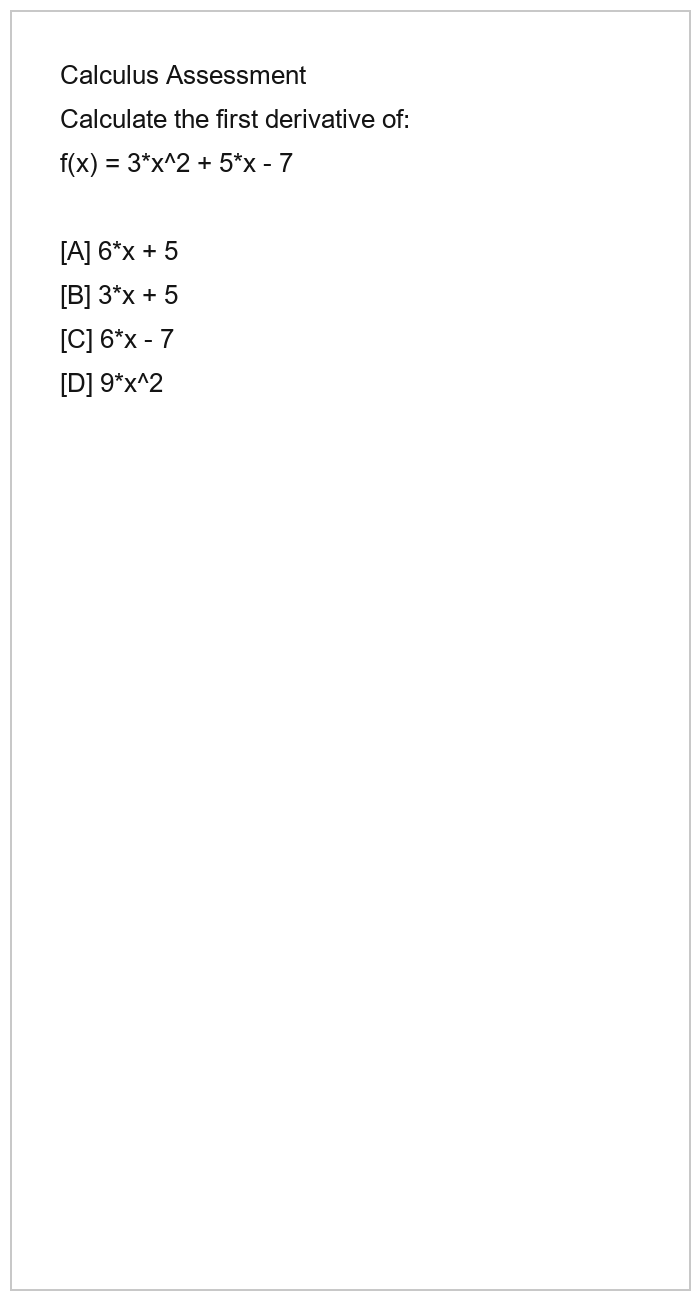 Calculus Assessment
Calculate the first derivative of:
f(x) = 3*x^2 + 5*x - 7
[A] 6*x + 5
[B] 3*x + 5
[C] 6*x - 7
[D] 9*x^2